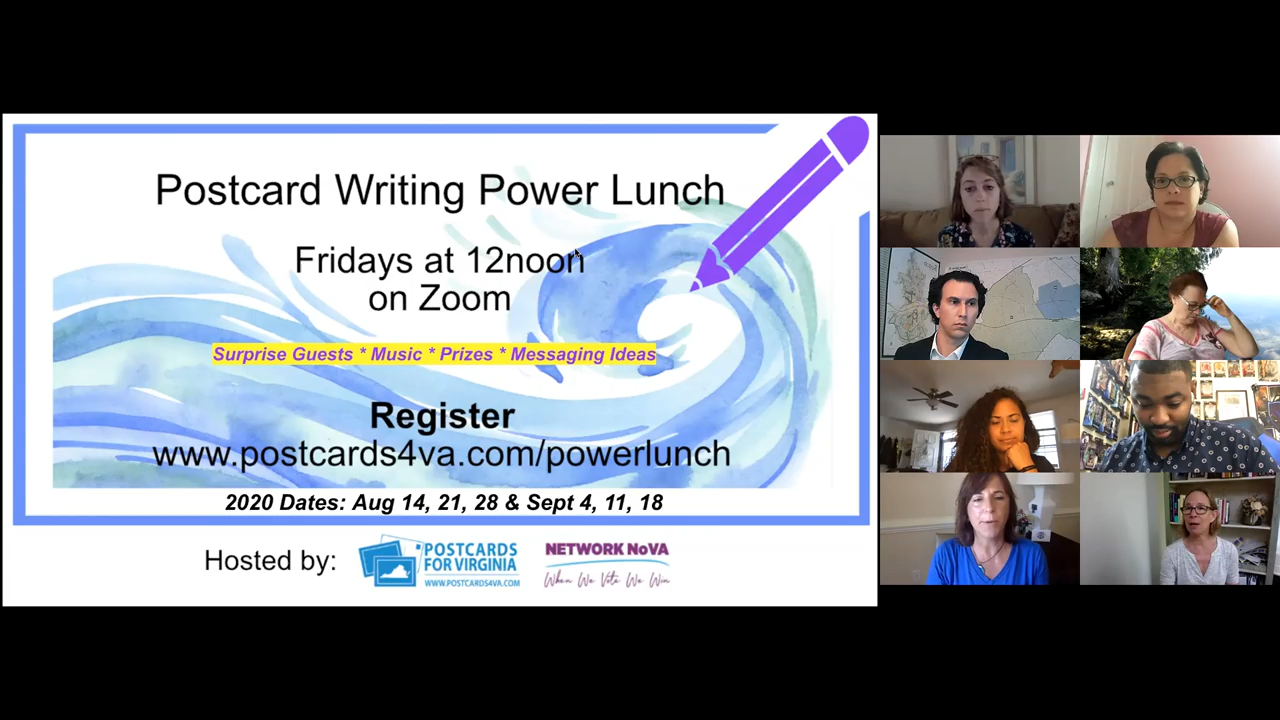 Postcard Writing Power Lunch
Fridays at 12noon
on Zoom
Surprise Guests * Music * Prizes * Messaging Ideas
Register
www.postcards4va.com/powerlunch
2020 Dates: Aug 14, 21, 28 & Sept 4, 11, 18
Hosted by:
POSTCARDS
FOR VIRGINIA
WWW.POSTCARDS4VA.COM
NETWORK NoVA
When We Vote We Win